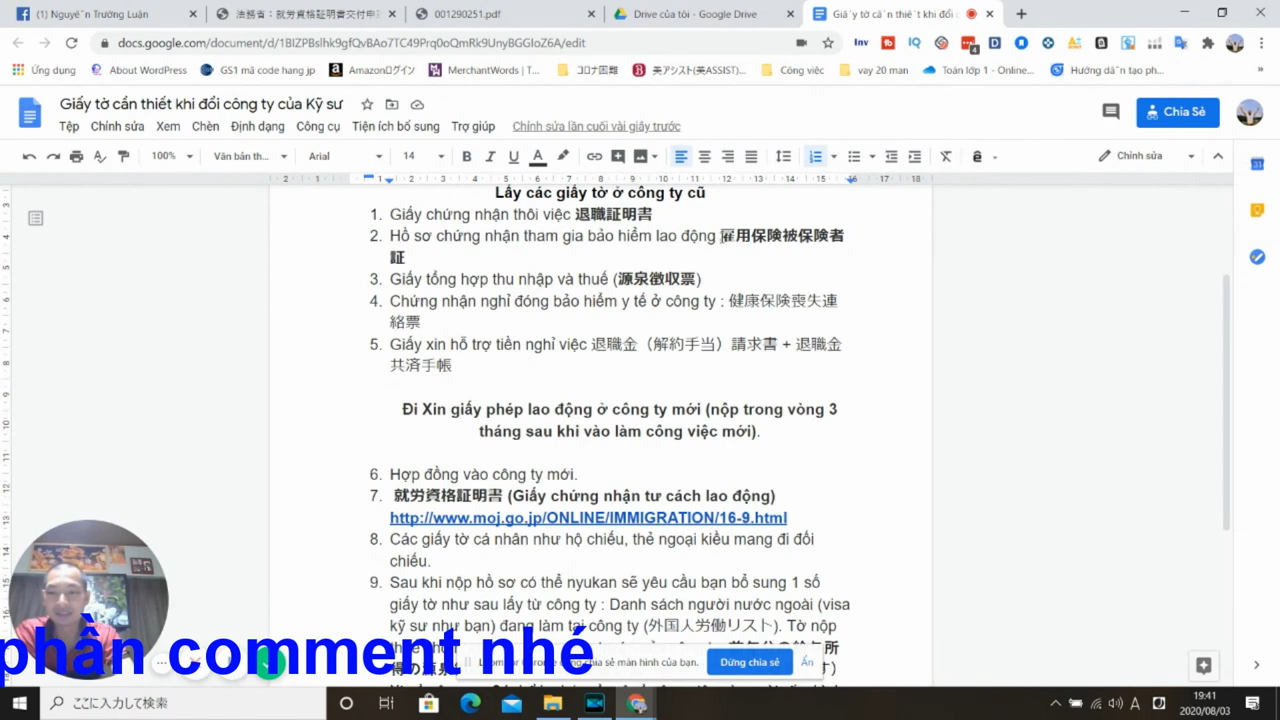 (1) Nguyễn Trường Luận
法務省：就労資格証明書交付申
001290251.pdf
Drive của tôi - Google Drive
Giấy tờ cần thiết khi đổi c
docs.google.com/document/
Ứng dụng
About WordPress
GS1 mã code hang jp
Amazonログイン
MerchantWords | T...
コロナ困難
美アシスト(美ASSIST)...
Công việc
vay 20 man
Toán lớp 1 - Online...
Hướng dẫn tạo ph...
Giấy tờ cần thiết khi đổi công ty của Kỹ sư
Chia Sẻ
Tệp Chỉnh sửa Xem Chèn Định dạng Công cụ Tiện ích bổ sung Trợ giúp Chỉnh sửa lần cuối vài giây trước
100% Văn bản th... Arial 14 Chỉnh sửa
Lấy các giấy tờ ở công ty cũ
1. Giấy chứng nhận thôi việc 退職証明書
2. Hồ sơ chứng nhận tham gia bảo hiểm lao động 雇用保険被保険者
証
3. Giấy tổng hợp thu nhập và thuế (源泉徴収票)
4. Chứng nhận nghỉ đóng bảo hiểm y tế ở công ty : 健康保険喪失連
絡票
5. Giấy xin hỗ trợ tiền nghỉ việc 退職金（解約手当）請求書 + 退職金
共済手帳
Đi Xin giấy phép lao động ở công ty mới (nộp trong vòng 3
tháng sau khi vào làm công việc mới).
6. Hợp đồng vào công ty mới.
7. 就労資格証明書 (Giấy chứng nhận tư cách lao động)
http://www.moj.go.jp/ONLINE/IMMIGRATION/16-9.html
8. Các giấy tờ cá nhân như hộ chiếu, thẻ ngoại kiều mang đi đối
chiếu.
9. Sau khi nộp hồ sơ có thể nyukan sẽ yêu cầu bạn bổ sung 1 số
giấy tờ như sau lấy từ công ty : Danh sách người nước ngoài (visa
kỹ sư như bạn) đang làm tại công ty (外国人労働リスト). Tờ nộp
phần comment nhé
đang chia sẻ màn hình của bạn.
Dừng chia sẻ
Ẩn
ここに入力して検索
19:41
2020/08/03